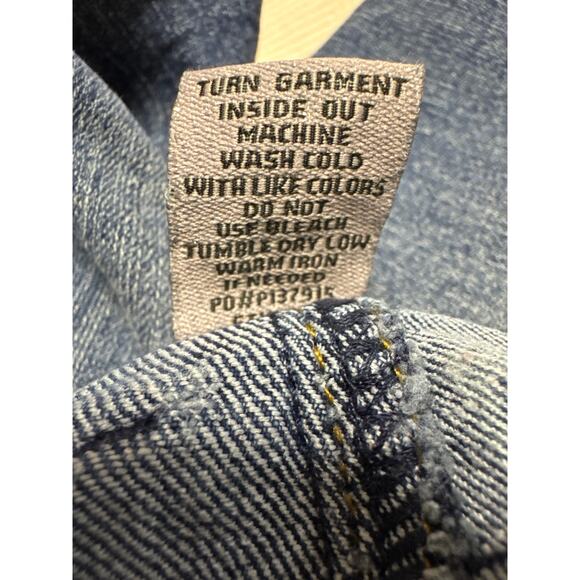 TURN GARMENT
INSIDE OUT
MACHINE
WASH COLD
WITH LIKE COLORS
DO NOT
USE BLEACH
TUMBLE DRY LOW
WARM IRON
IF NEEDED
PO#P137915